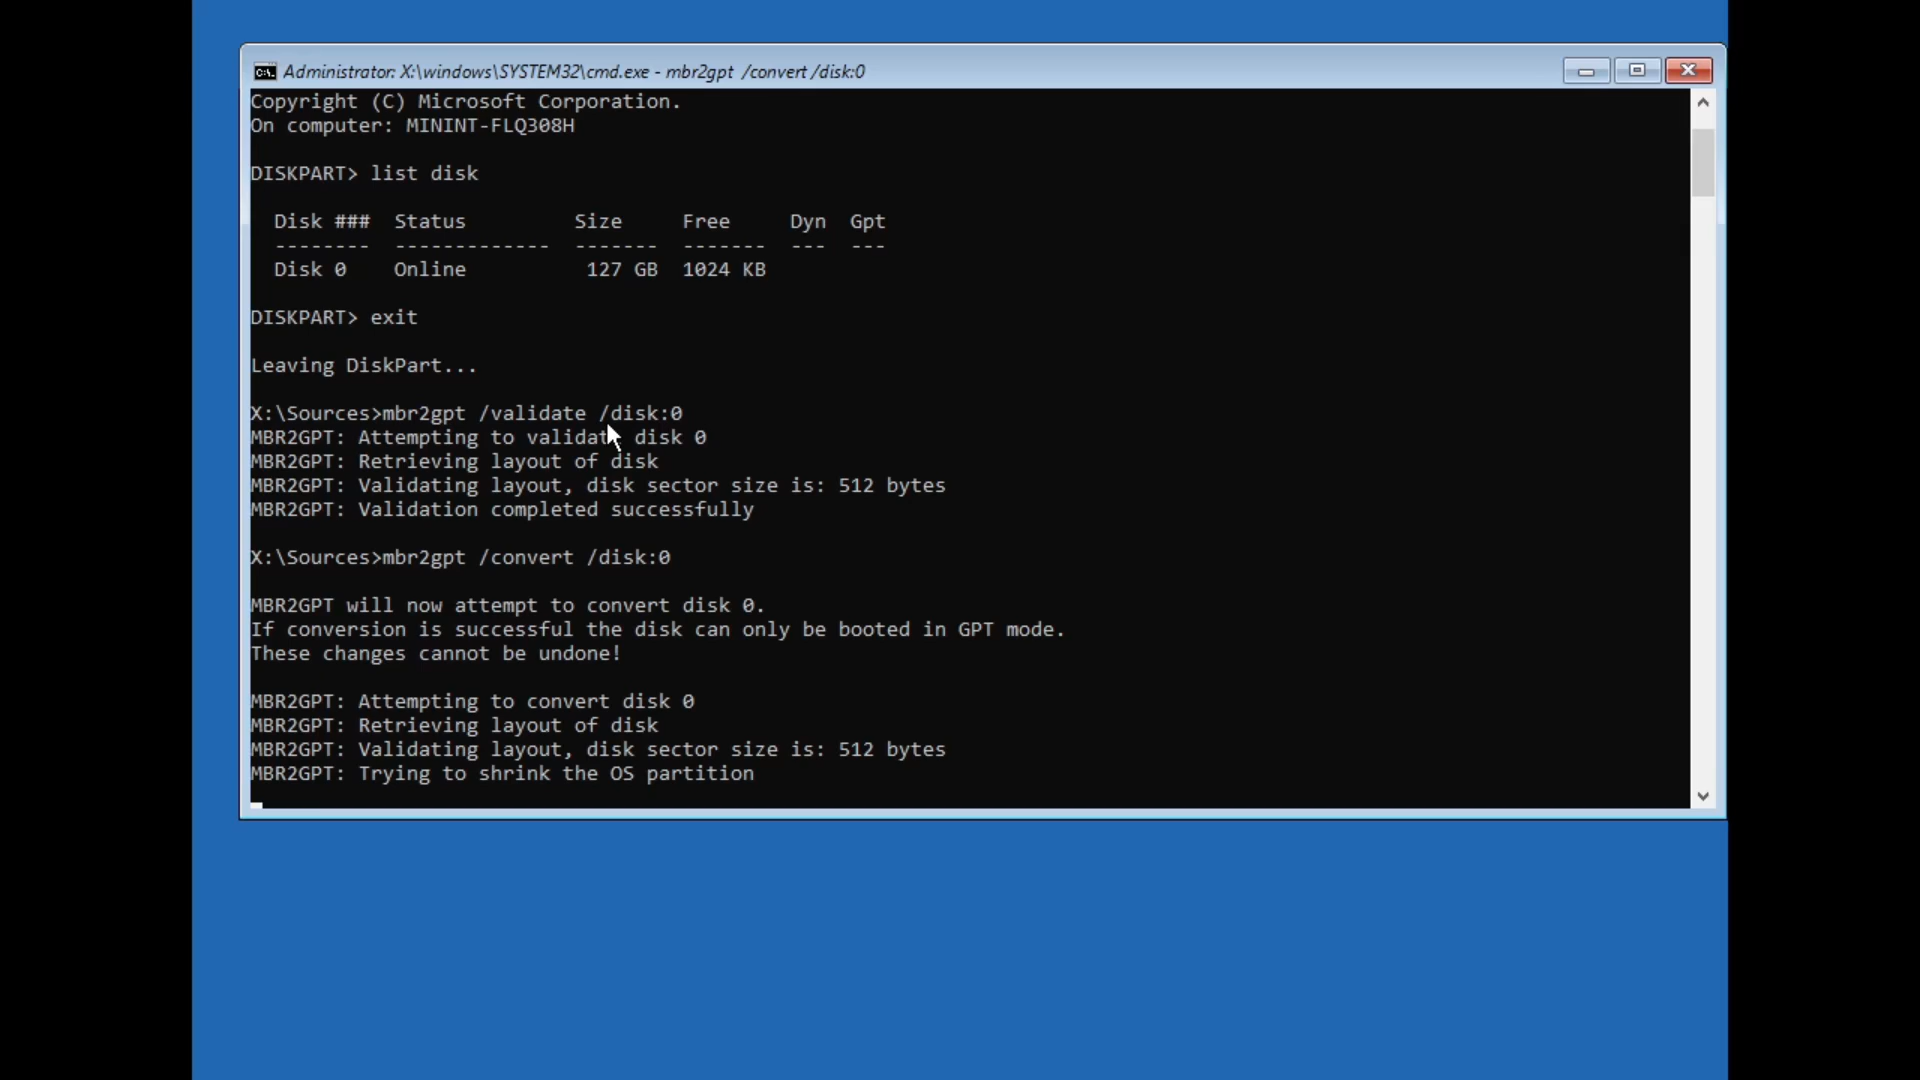 Administrator: X:\windows\SYSTEM32\cmd.exe - mbr2gpt /convert /disk:0
Copyright (C) Microsoft Corporation.
On computer: MININT-FLQ308H
DISKPART> list disk
Disk ###  Status         Size     Free     Dyn  Gpt
--------  -------------  -------  -------  ---  ---
Disk 0    Online          127 GB  1024 KB
DISKPART> exit
Leaving DiskPart...
X:\Sources>mbr2gpt /validate /disk:0
MBR2GPT: Attempting to validate disk 0
MBR2GPT: Retrieving layout of disk
MBR2GPT: Validating layout, disk sector size is: 512 bytes
MBR2GPT: Validation completed successfully
X:\Sources>mbr2gpt /convert /disk:0
MBR2GPT will now attempt to convert disk 0.
If conversion is successful the disk can only be booted in GPT mode.
These changes cannot be undone!
MBR2GPT: Attempting to convert disk 0
MBR2GPT: Retrieving layout of disk
MBR2GPT: Validating layout, disk sector size is: 512 bytes
MBR2GPT: Trying to shrink the OS partition